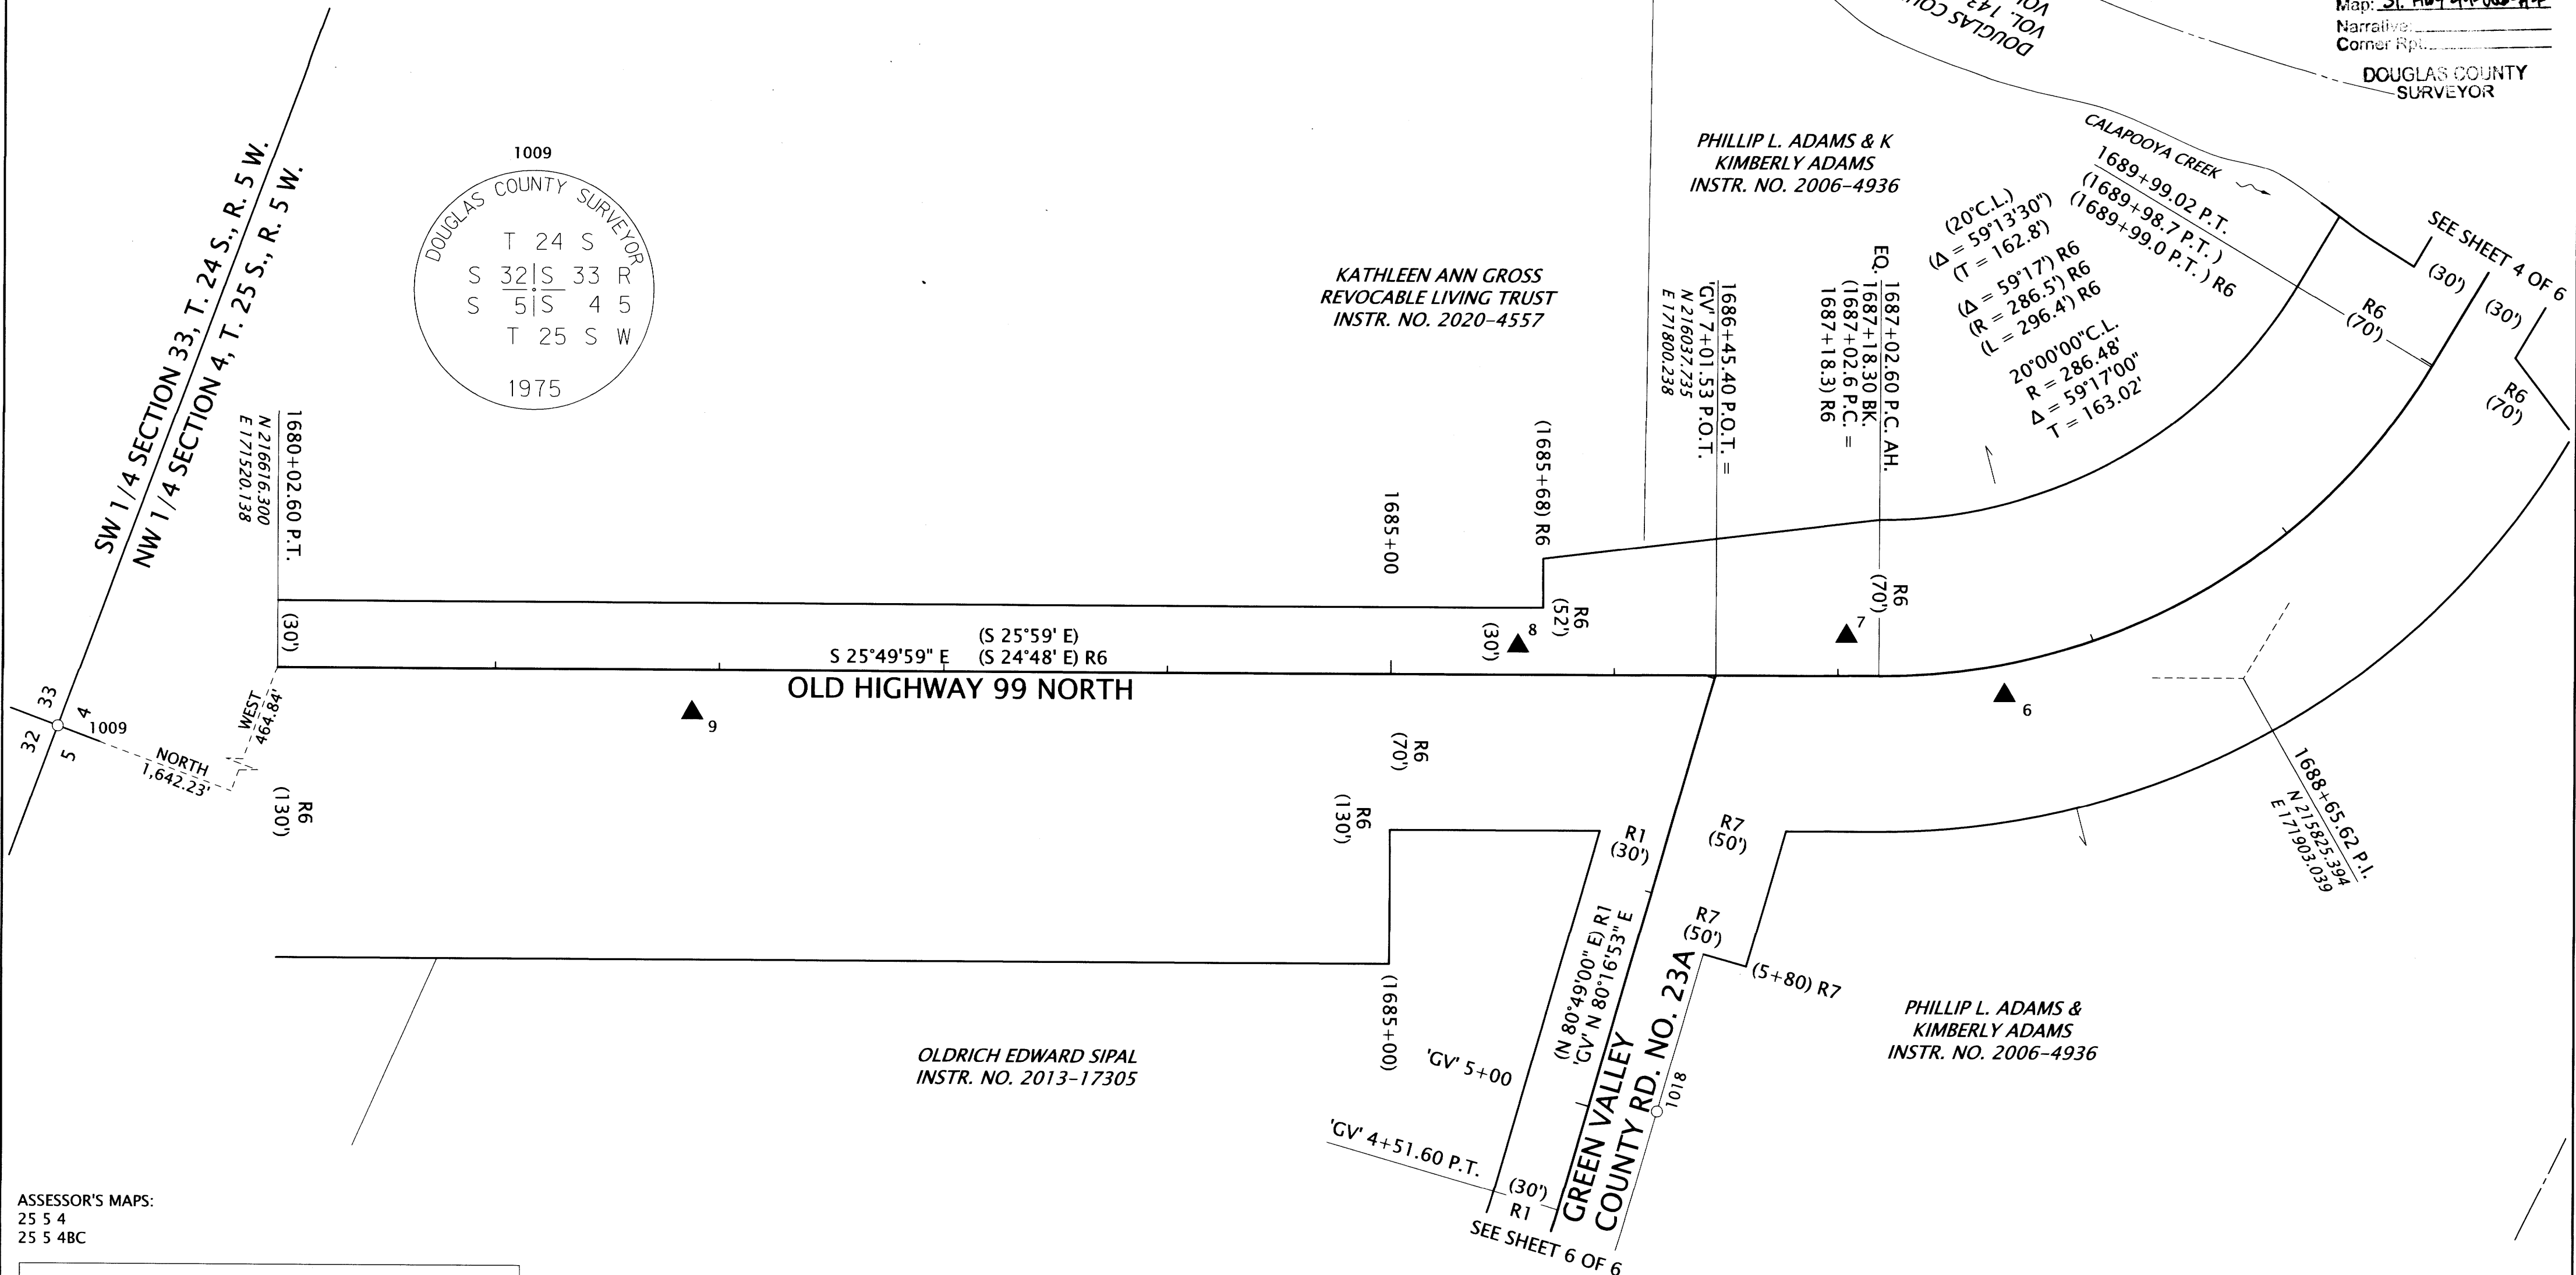 DOUGLAS COU
VOL. 143
VOL
Map: St. Hwy
Narrative:
Corner Rpt.
DOUGLAS COUNTY
SURVEYOR
SW 1/4 SECTION 33, T. 24 S., R. 5 W.
NW 1/4 SECTION 4, T. 25 S., R. 5 W.
1009
DOUGLAS COUNTY SURVEYOR
T 24 S
S 32|S 33 R
S 5|S 4 5
T 25 S W
1975
KATHLEEN ANN GROSS
REVOCABLE LIVING TRUST
INSTR. NO. 2020-4557
PHILLIP L. ADAMS & K
KIMBERLY ADAMS
INSTR. NO. 2006-4936
CALAPOOYA CREEK
1689+99.02 P.T.
(1689+98.7 P.T.)
(1689+99.0 P.T.) R6
(20°C.L.)
(Δ = 59°13'30")
(T = 162.8')
(Δ = 59°17') R6
(R = 286.5') R6
(L = 296.4') R6
20°00'00"C.L.
R = 286.48'
Δ = 59°17'00"
T = 163.02'
SEE SHEET 4 OF 6
(30')
(30')
R6
(70')
R6
(70')
1680+02.60 P.T.
N 216616.300
E 171520.138
1685+00
(1685+68) R6
1686+45.40 P.O.T. =
'GV' 7+01.53 P.O.T.
N 216037.735
E 171800.238
EQ. 1687+02.60 P.C. AH.
1687+18.30 BK.
(1687+02.6 P.C. =
1687+18.3) R6
(30')
(S 25°59' E)
S 25°49'59" E (S 24°48' E) R6
OLD HIGHWAY 99 NORTH
R6
(52')
(30')
8
R6
(70')
7
6
9
33
4
32
5
1009
NORTH
1,642.23'
WEST
464.84'
R6
(130')
R6
(70')
R6
(130')
R1
(30')
R7
(50')
R7
(50')
(5+80) R7
1688+65.62 P.I.
N 215825.394
E 171903.039
(1685+00)
(N 80°49'00" E) R1
'GV' N 80°16'53" E
GREEN VALLEY
COUNTY RD. NO. 23A
1018
'GV' 5+00
'GV' 4+51.60 P.T.
(30')
R1
SEE SHEET 6 OF 6
OLDRICH EDWARD SIPAL
INSTR. NO. 2013-17305
PHILLIP L. ADAMS &
KIMBERLY ADAMS
INSTR. NO. 2006-4936
ASSESSOR'S MAPS:
25 5 4
25 5 4BC